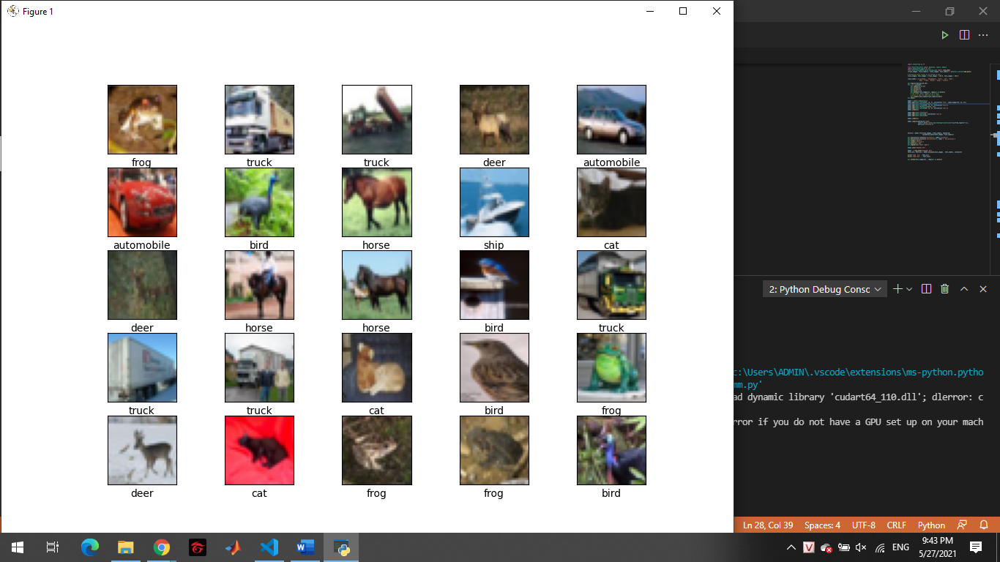 Figure 1
frog truck truck deer automobile
automobile bird horse ship cat
deer horse horse bird truck
truck truck cat bird frog
deer cat frog frog bird
2: Python Debug Consc
c:\Users\ADMIN\.vscode\extensions\ms-python.pytho
mm.py'
ad dynamic library 'cudart64_110.dll'; dlerror: c
rror if you do not have a GPU set up on your mach
Ln 28, Col 39 Spaces: 4 UTF-8 CRLF Python
ENG
9:43 PM
5/27/2021